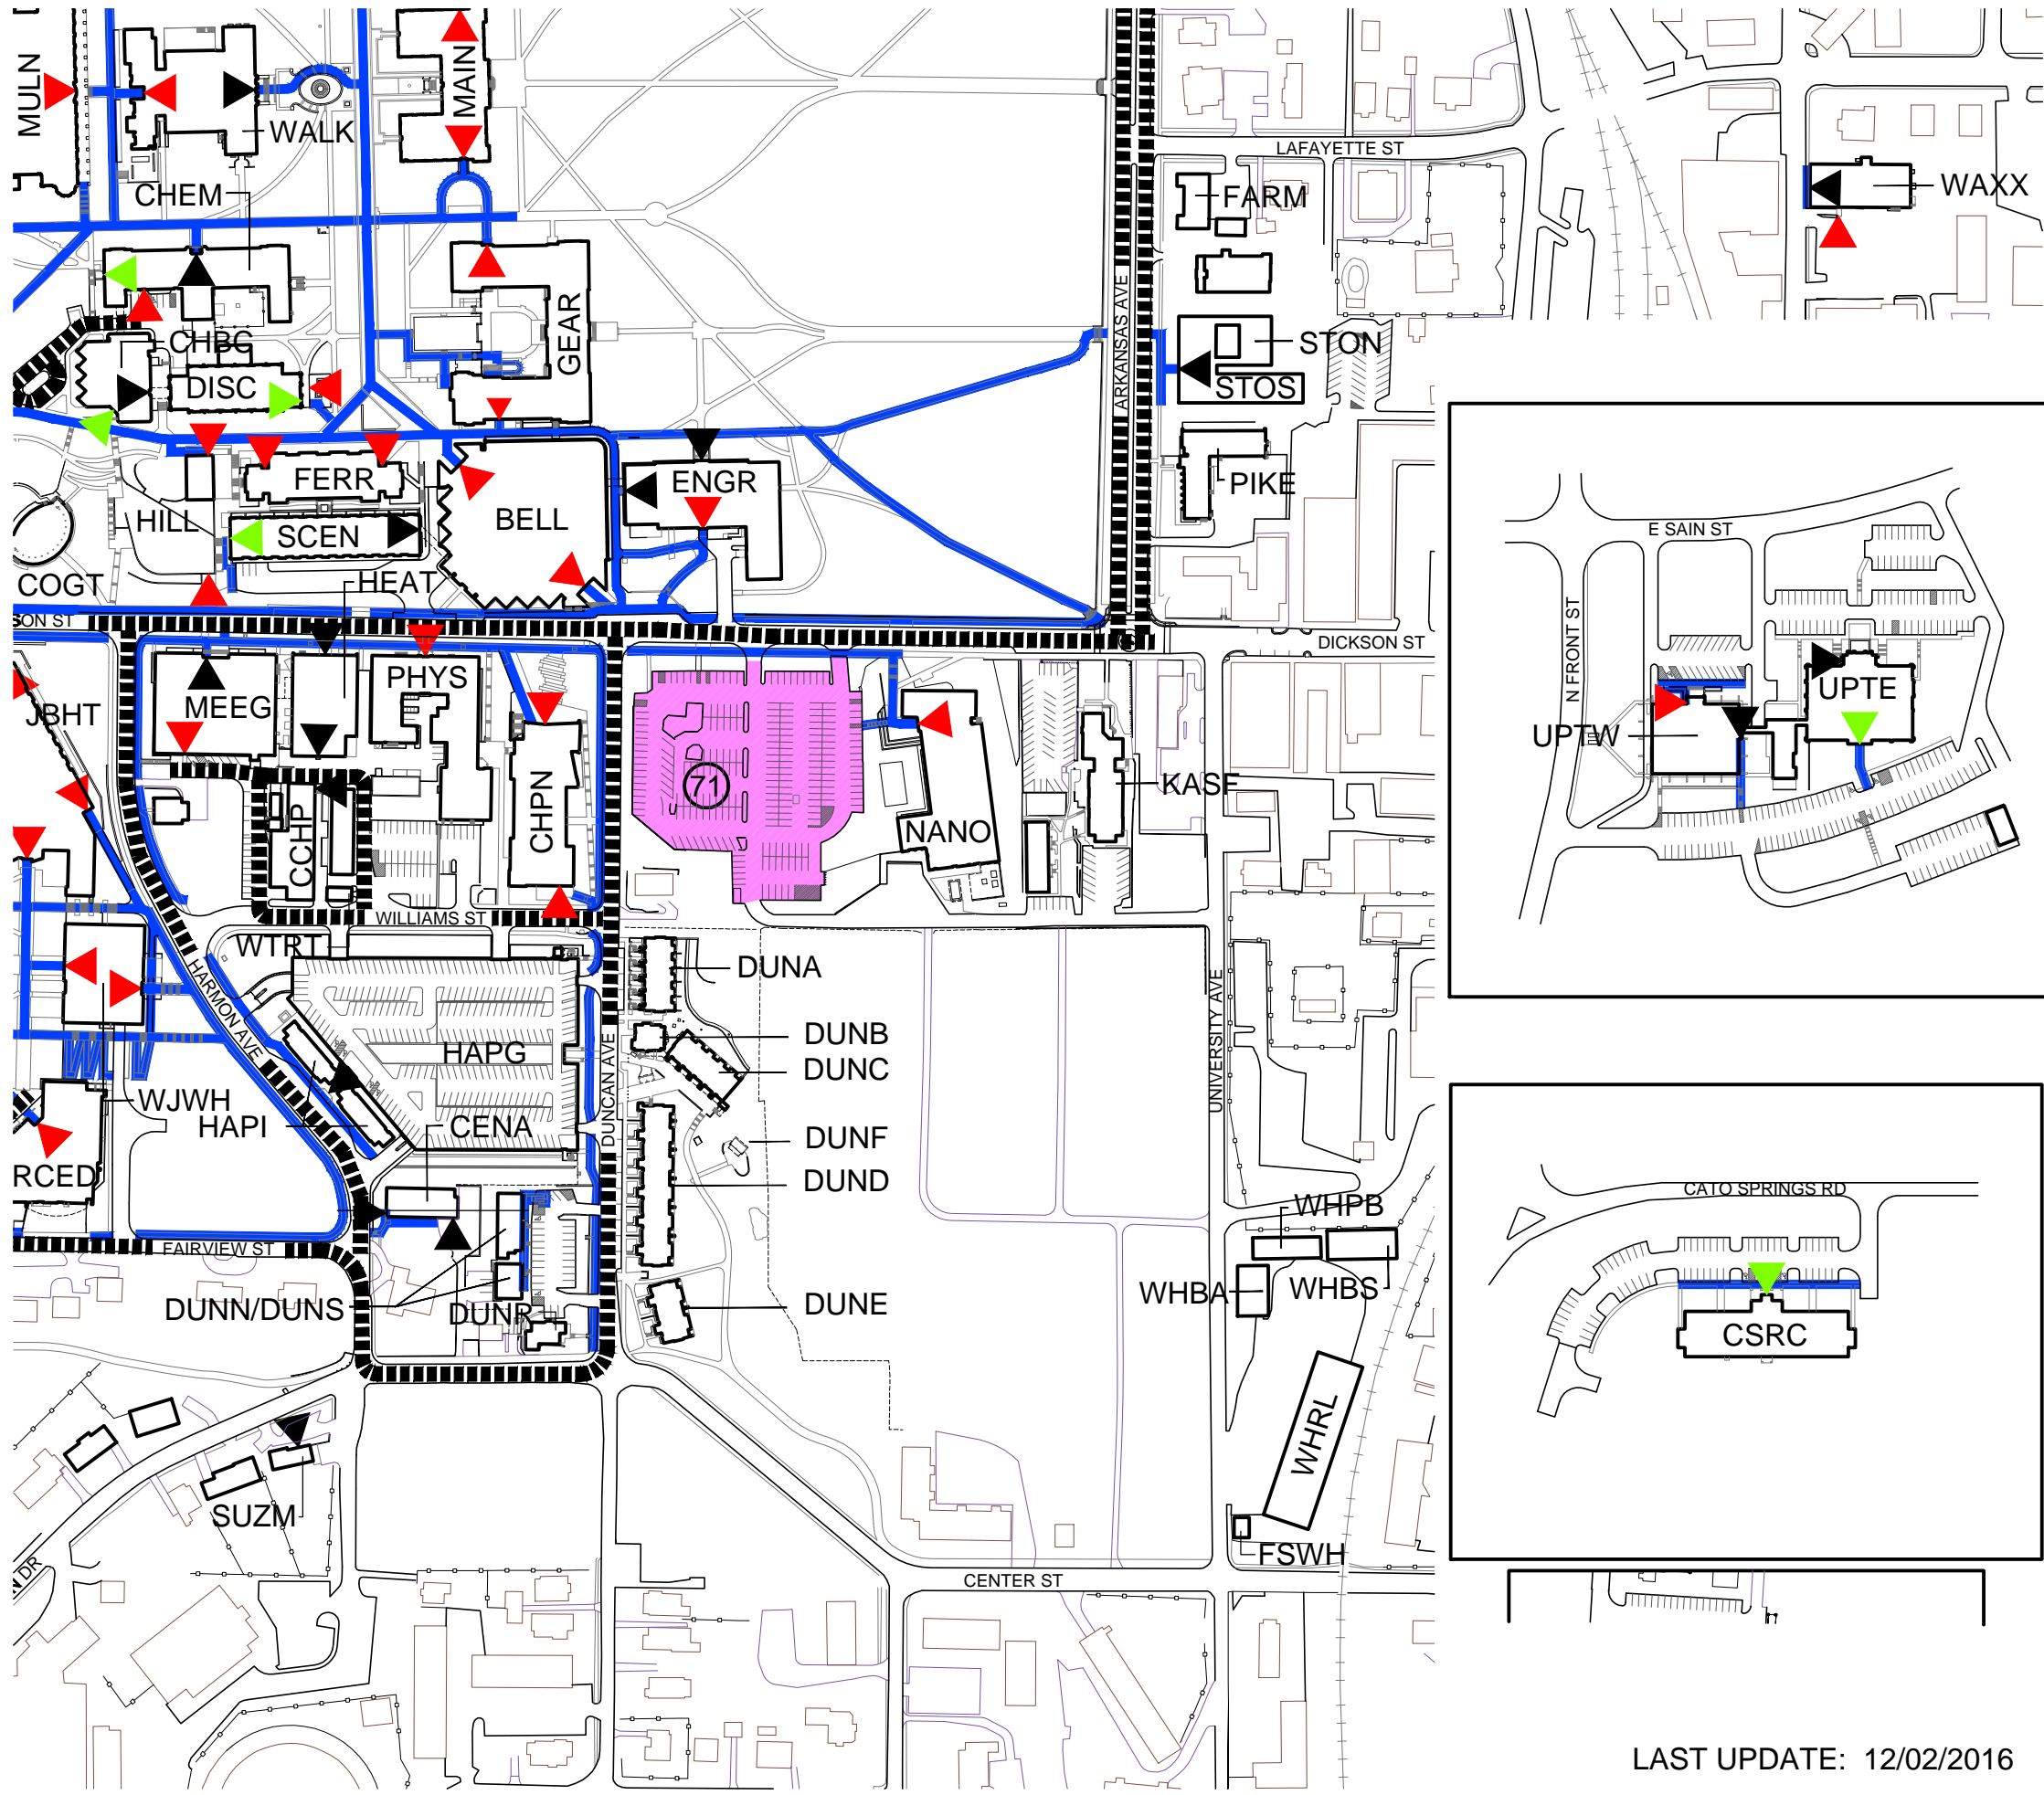 MULN
MAIN
WALK
LAFAYETTE ST
CHEM
FARM
WAXX
ARKANSAS AVE
GEAR
CHBC
DISC
STON
STOS
FERR
ENGR
PIKE
HILL
SCEN
BELL
E SAIN ST
COGT
HEAT
SON ST
DICKSON ST
N FRONT ST
PHYS
MEEG
JBHT
UPTE
UPTW
71
KASF
CHPN
CCHP
NANO
WILLIAMS ST
WTRT
DUNA
HARMON AVE
UNIVERSITY AVE
DUNB
HAPG
DUNCAN AVE
DUNC
WJWH
HAPI
CENA
DUNF
RCED
DUND
CATO SPRINGS RD
WHPB
FAIRVIEW ST
WHBA
WHBS
DUNN/DUNS
DUNR
DUNE
CSRC
WHRL
SUZM
FSWH
N DR
CENTER ST
LAST UPDATE: 12/02/2016